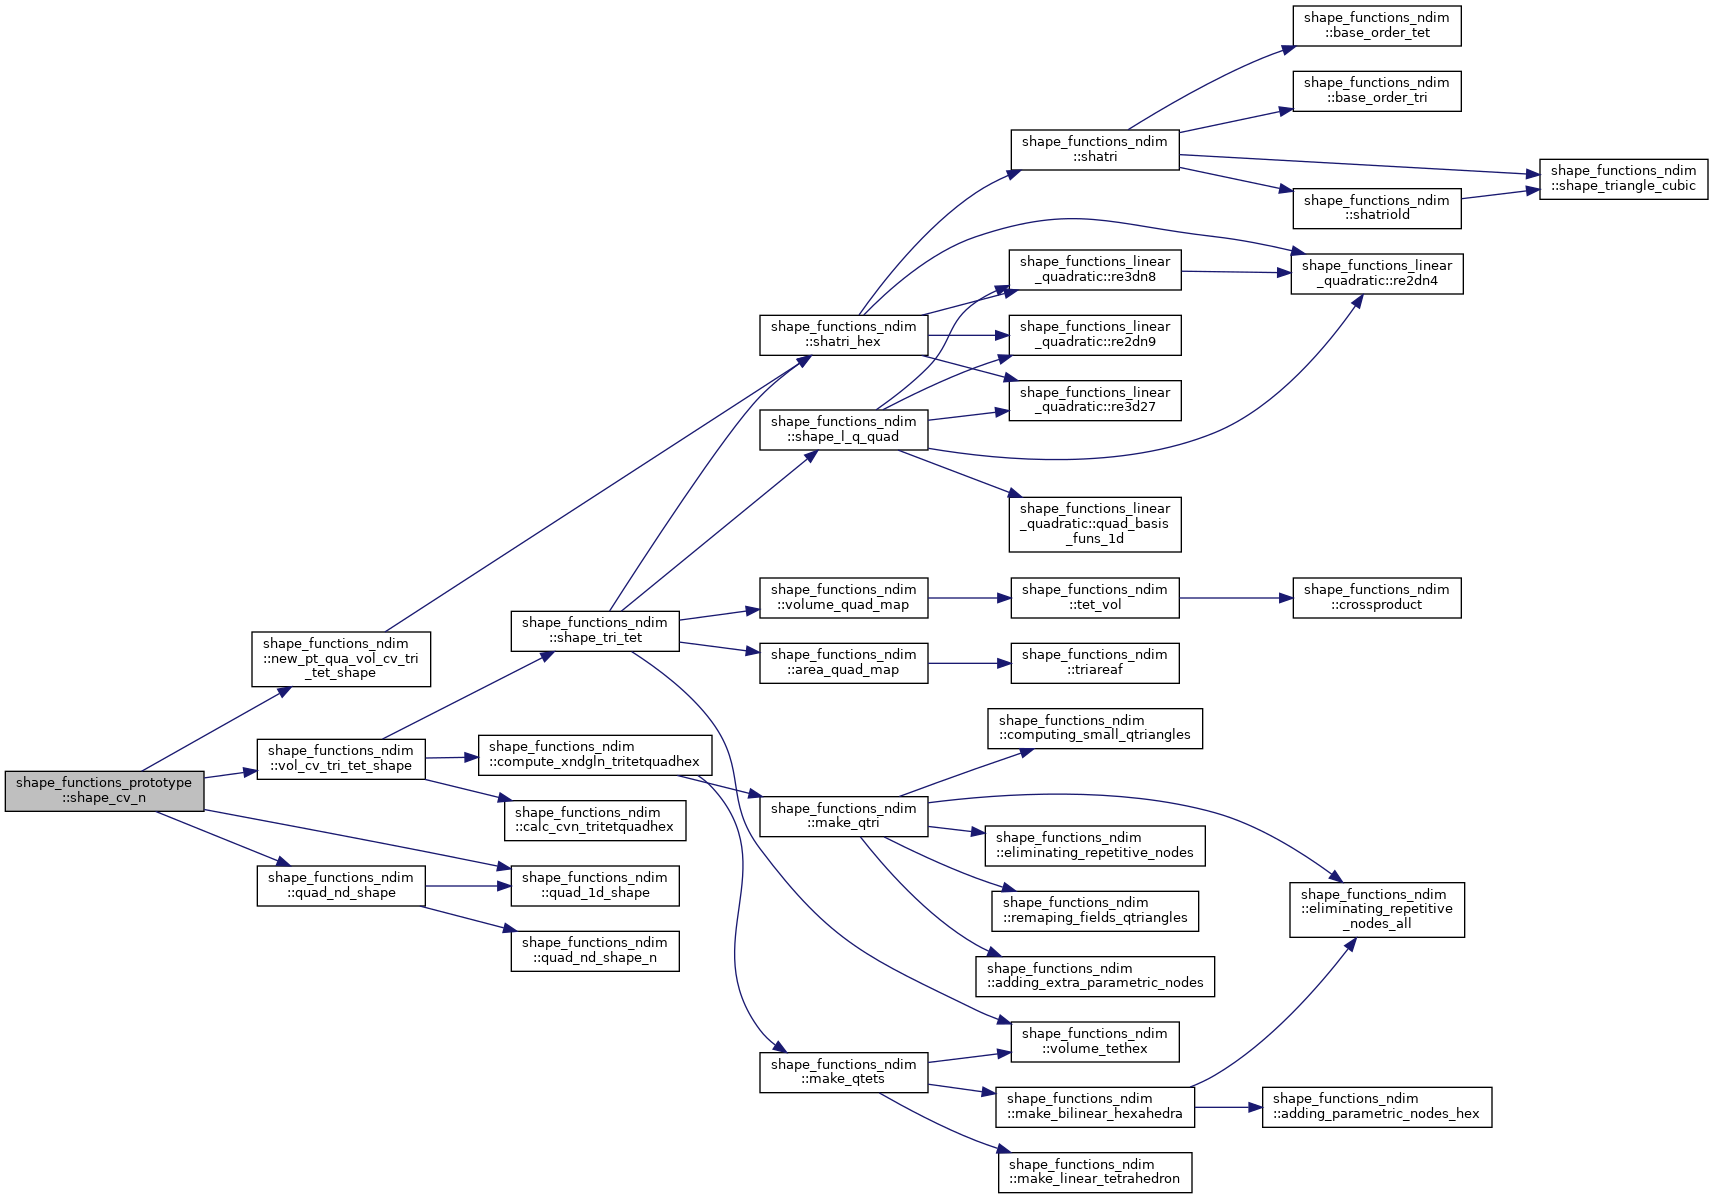 shape_functions_prototype
::shape_cv_n
shape_functions_ndim
::new_pt_qua_vol_cv_tri
_tet_shape
shape_functions_ndim
::vol_cv_tri_tet_shape
shape_functions_ndim
::quad_nd_shape
shape_functions_ndim
::shape_tri_tet
shape_functions_ndim
::compute_xndgln_tritetquadhex
shape_functions_ndim
::calc_cvn_tritetquadhex
shape_functions_ndim
::quad_1d_shape
shape_functions_ndim
::quad_nd_shape_n
shape_functions_ndim
::shatri_hex
shape_functions_ndim
::shape_l_q_quad
shape_functions_ndim
::volume_quad_map
shape_functions_ndim
::area_quad_map
shape_functions_ndim
::make_qtri
shape_functions_ndim
::make_qtets
shape_functions_ndim
::shatri
shape_functions_linear
_quadratic::re3dn8
shape_functions_linear
_quadratic::re2dn9
shape_functions_linear
_quadratic::re3d27
shape_functions_linear
_quadratic::quad_basis
_funs_1d
shape_functions_ndim
::tet_vol
shape_functions_ndim
::triareaf
shape_functions_ndim
::computing_small_qtriangles
shape_functions_ndim
::eliminating_repetitive_nodes
shape_functions_ndim
::remaping_fields_qtriangles
shape_functions_ndim
::adding_extra_parametric_nodes
shape_functions_ndim
::volume_tethex
shape_functions_ndim
::make_bilinear_hexahedra
shape_functions_ndim
::make_linear_tetrahedron
shape_functions_ndim
::base_order_tet
shape_functions_ndim
::base_order_tri
shape_functions_ndim
::shatriold
shape_functions_linear
_quadratic::re2dn4
shape_functions_ndim
::crossproduct
shape_functions_ndim
::eliminating_repetitive
_nodes_all
shape_functions_ndim
::adding_parametric_nodes_hex
shape_functions_ndim
::shape_triangle_cubic